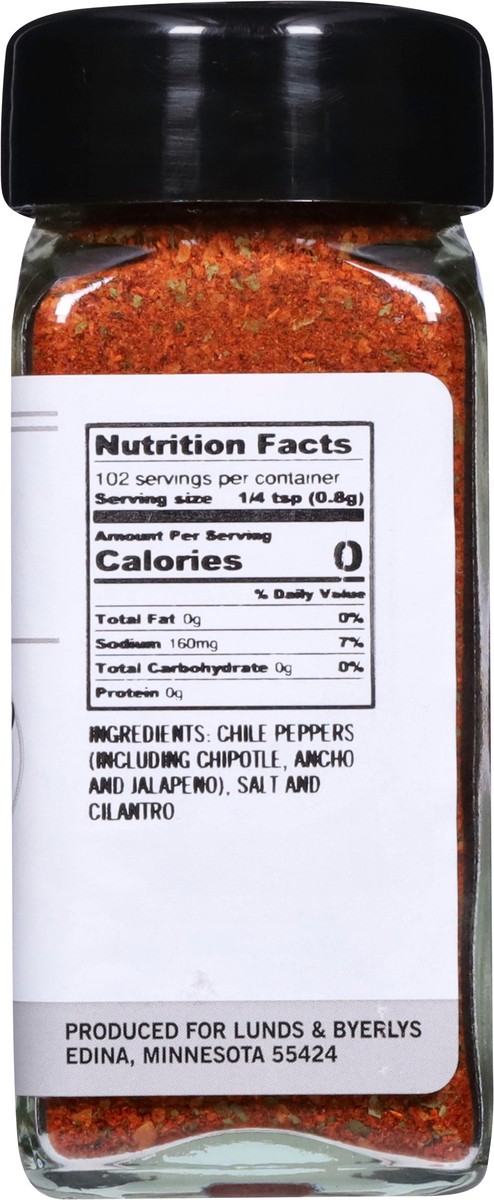 Nutrition Facts
102 servings per container
Serving size 1/4 tsp (0.8g)
Amount Per Serving
Calories 0
% Daily Value
Total Fat 0g 0%
Sodium 160mg 7%
Total Carbohydrate 0g 0%
Protein 0g
INGREDIENTS: CHILE PEPPERS
(INCLUDING CHIPOTLE, ANCHO
AND JALAPENO), SALT AND
CILANTRO
PRODUCED FOR LUNDS & BYERLYS
EDINA, MINNESOTA 55424